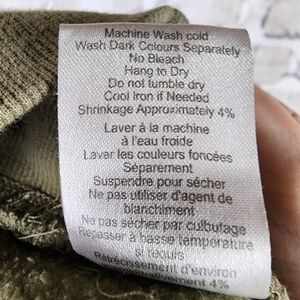 Machine Wash cold
Wash Dark Colours Separately
No Bleach
Hang to Dry
Do not tumble dry
Cool Iron if Needed
Shrinkage Approximately 4%
Laver à la machine
à l'eau froide
Laver les couleurs foncées
Séparement
Suspendre pour sécher
Ne pas utiliser d'agent de
blanchiment
Ne pas sécher par culbutage
Repasser à basse température
si requis
Rétrécissement d'environ
4%